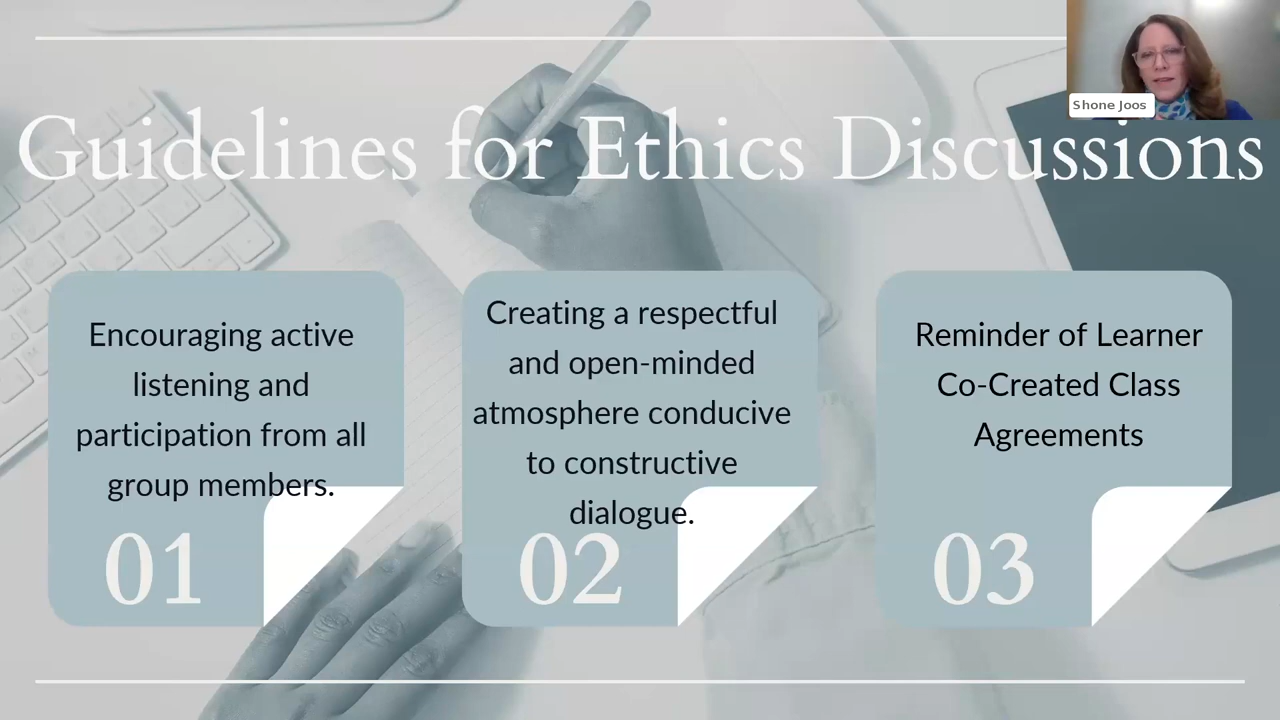 Shone Joos
Guidelines for Ethics Discussions
Encouraging active
listening and
participation from all
group members.
01
Creating a respectful
and open-minded
atmosphere conducive
to constructive
dialogue.
02
Reminder of Learner
Co-Created Class
Agreements
03